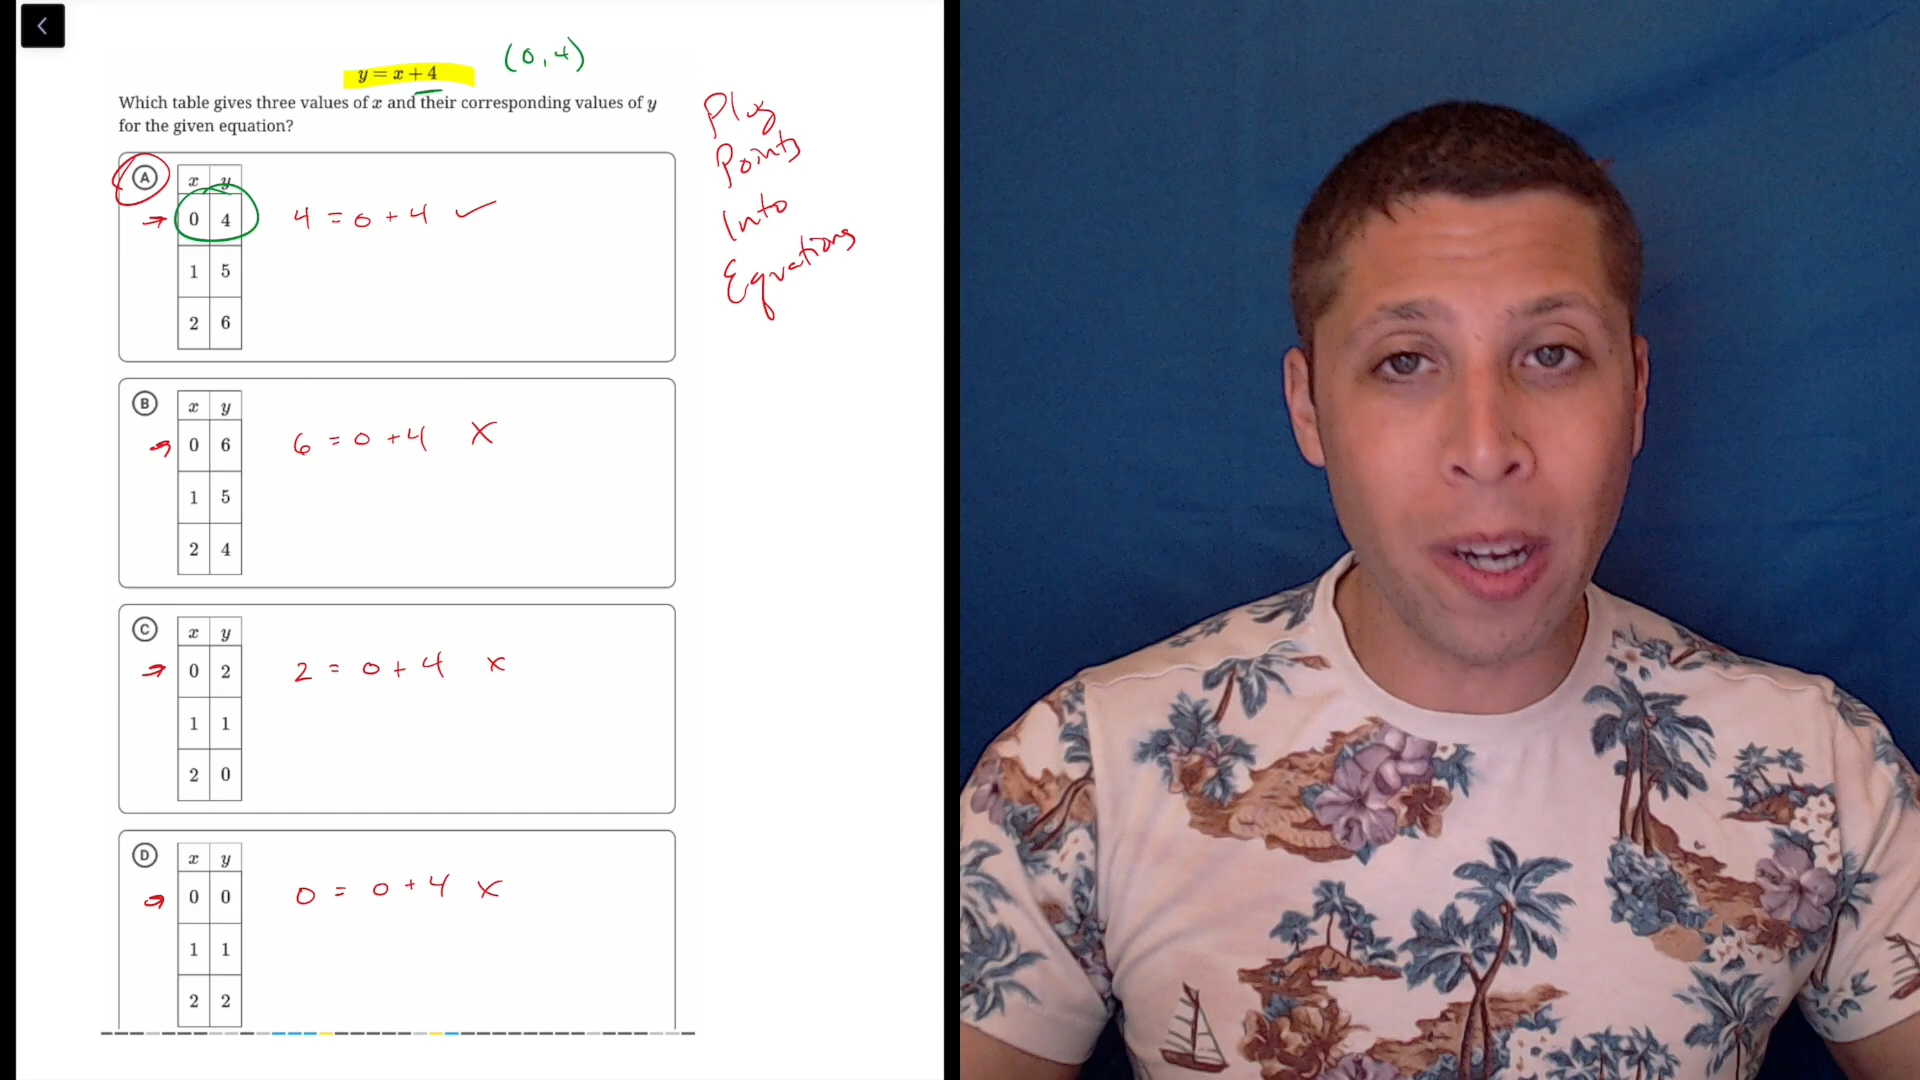 y = x + 4
(0, 4)
Which table gives three values of x and their corresponding values of y
for the given equation?
Plug
Points
Into
Equations
A
x y
0 4
4 = 0 + 4 ✓
1 5
2 6
B
x y
0 6
6 = 0 + 4 X
1 5
2 4
C
x y
0 2
2 = 0 + 4 x
1 1
2 0
D
x y
0 0
0 = 0 + 4 x
1 1
2 2